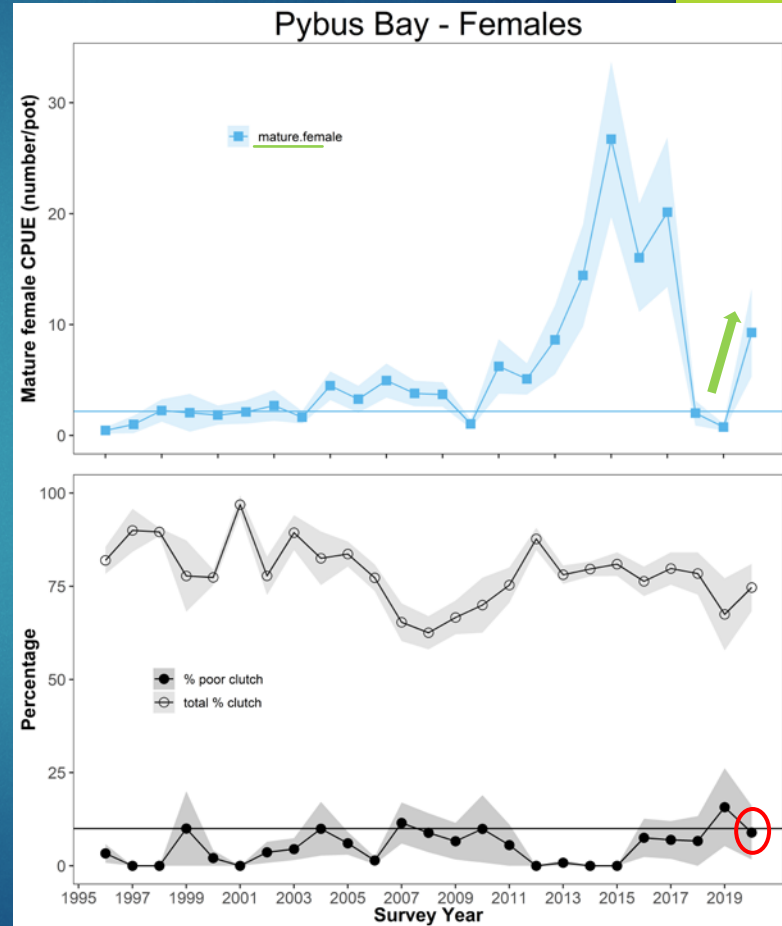 Pybus Bay - Females
Mature female CPUE (number/pot)
30
20
10
0
mature.female
Percentage
100
75
50
25
0
% poor clutch
total % clutch
1995 1997 1999 2001 2003 2005 2007 2009 2011 2013 2015 2017 2019
Survey Year